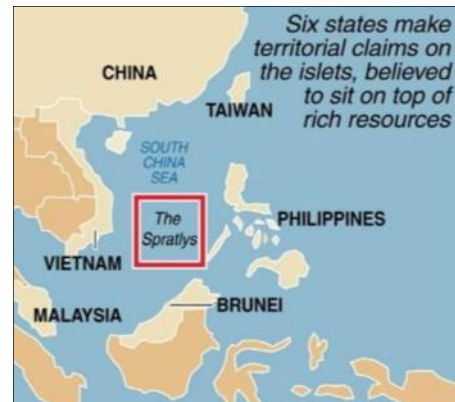 Six states make
territorial claims on
the islets, believed
to sit on top of
rich resources
CHINA
TAIWAN
SOUTH
CHINA
SEA
The
Spratlys
PHILIPPINES
VIETNAM
BRUNEI
MALAYSIA